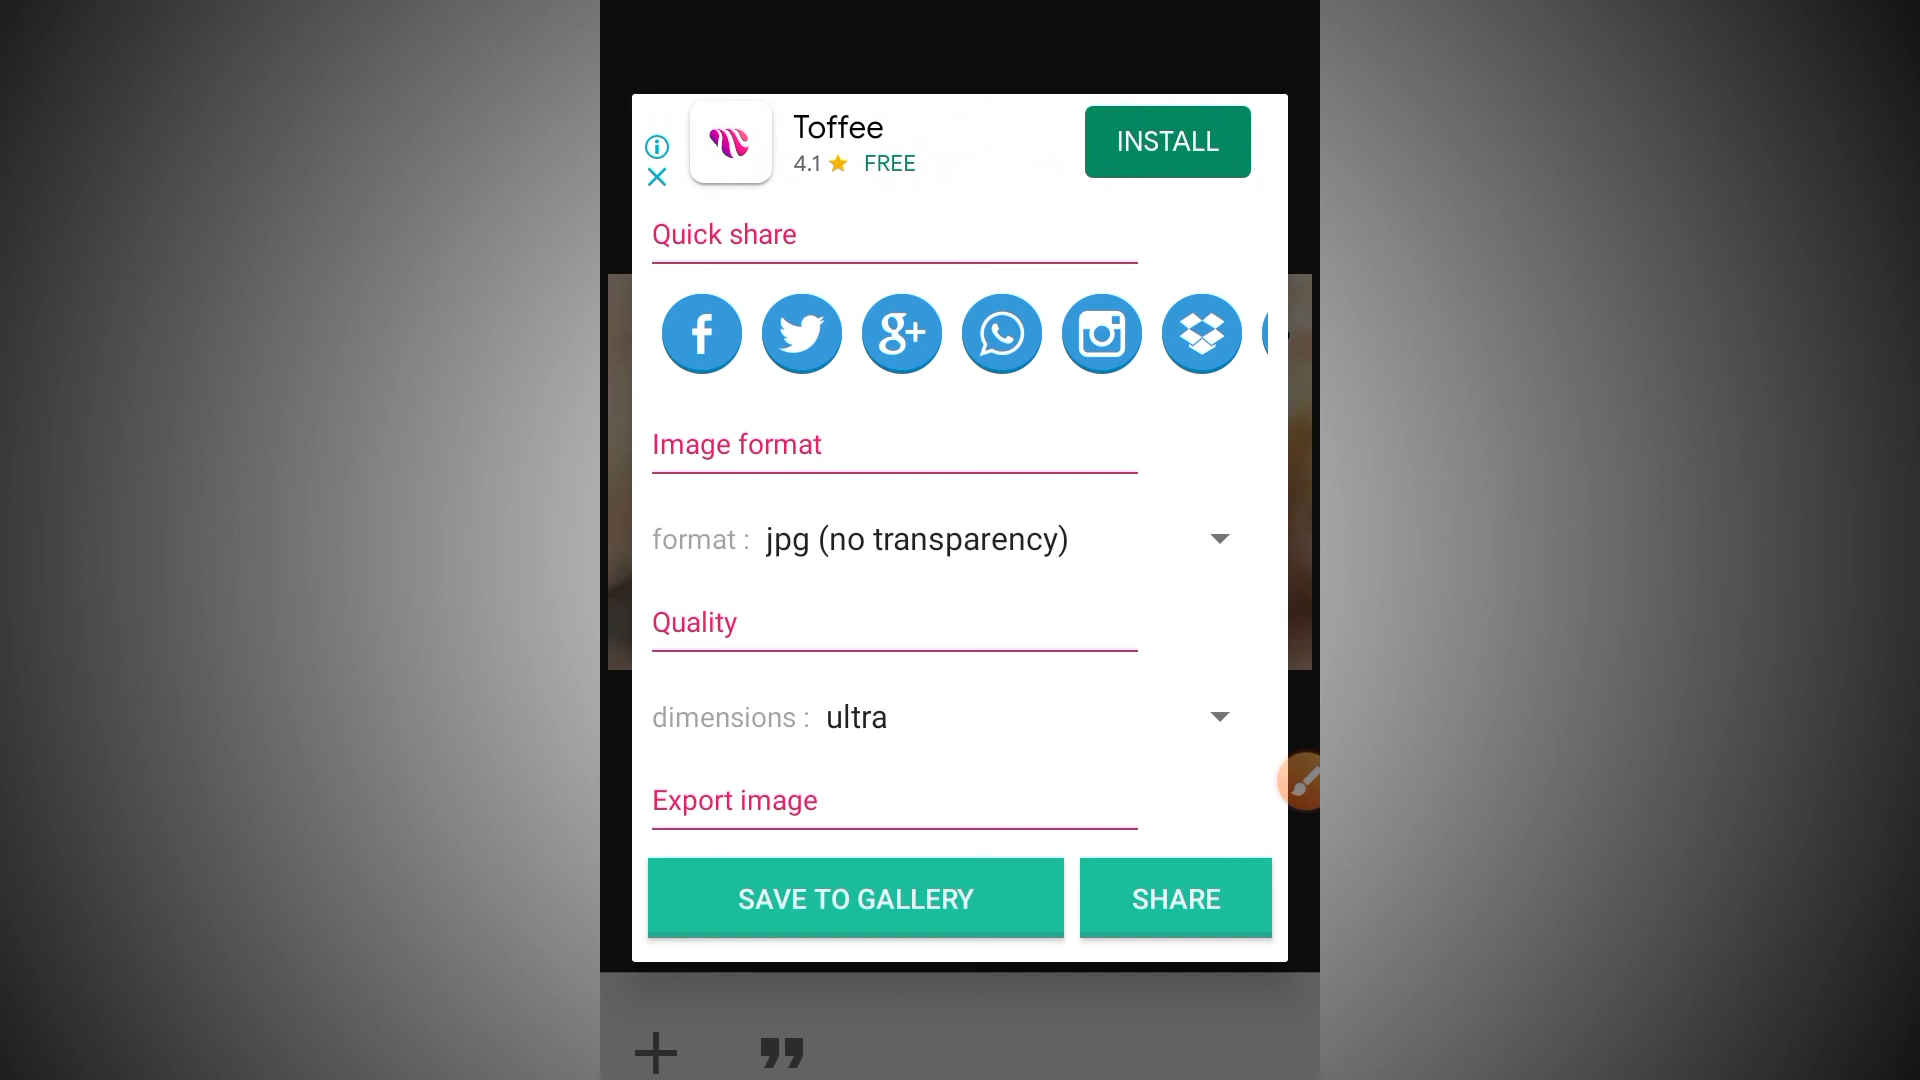 Toffee
4.1 FREE
INSTALL
Quick share
Image format
format : jpg (no transparency)
Quality
dimensions : ultra
Export image
SAVE TO GALLERY
SHARE